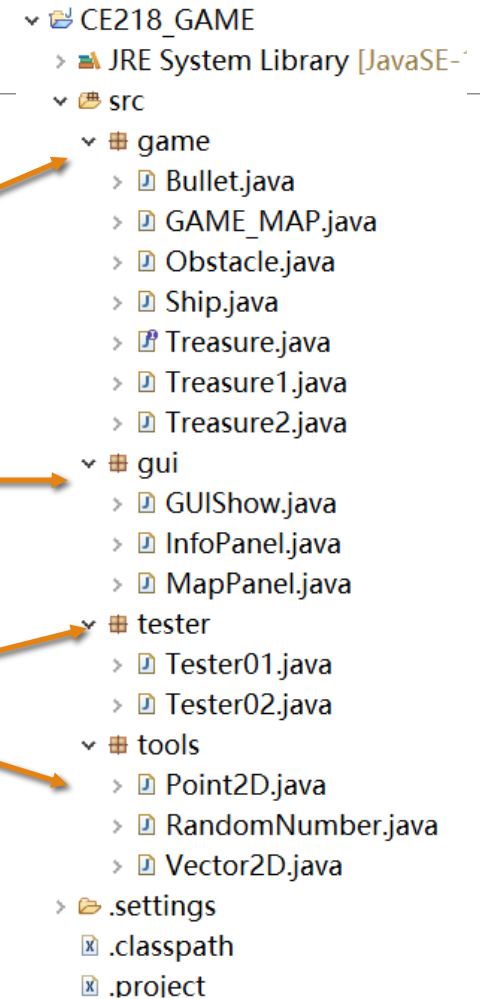 CE218_GAME
JRE System Library [JavaSE-
src
game
Bullet.java
GAME_MAP.java
Obstacle.java
Ship.java
Treasure.java
Treasure1.java
Treasure2.java
gui
GUIShow.java
InfoPanel.java
MapPanel.java
tester
Tester01.java
Tester02.java
tools
Point2D.java
RandomNumber.java
Vector2D.java
.settings
.classpath
.project